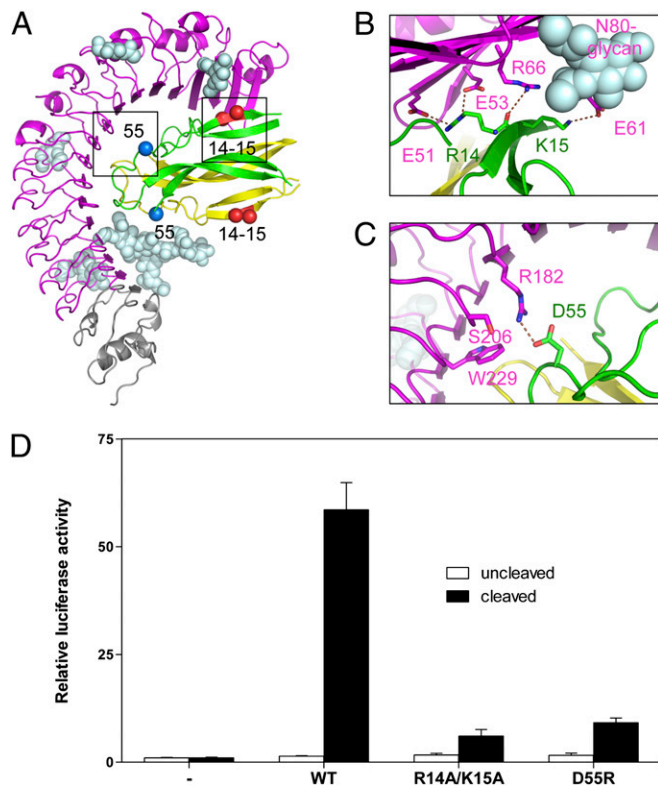 A
55
14-15
55
14-15
B
N80-
glycan
R66
E53
E51
R14
K15
E61
C
R182
D55
S206
W229
D
75
50
25
0
Relative luciferase activity
uncleaved
cleaved
-
WT
R14A/K15A
D55R